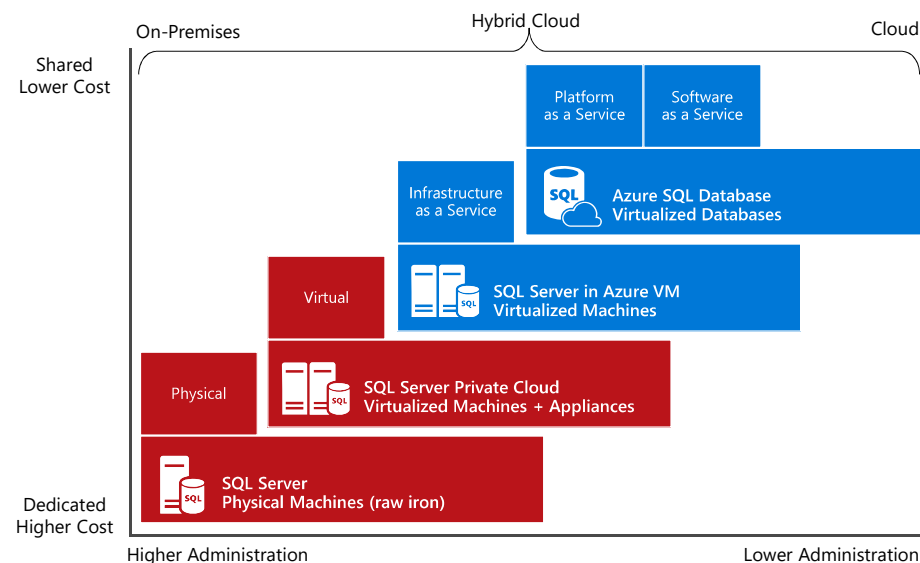 Hybrid Cloud
On-Premises
Cloud
Shared
Lower Cost
Platform
as a Service
Software
as a Service
SQL
Azure SQL Database
Virtualized Databases
Infrastructure
as a Service
SQL
SQL Server in Azure VM
Virtualized Machines
Virtual
SQL
SQL Server Private Cloud
Virtualized Machines + Appliances
Physical
SQL
SQL Server
Physical Machines (raw iron)
Dedicated
Higher Cost
Higher Administration
Lower Administration